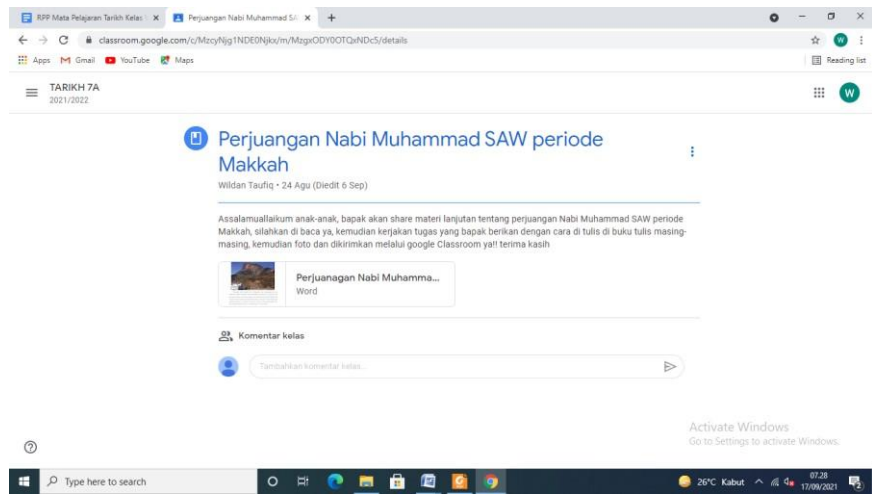 RPP Mata Pelajaran Tarikh Kelas
Perjuangan Nabi Muhammad SA
classroom.google.com/c/MzcyNjg1NDE0Njkx/m/MzgxODY0OTQxNDc5/details
Apps
Gmail
YouTube
Maps
Reading list
TARIKH 7A
2021/2022
W
W
Perjuangan Nabi Muhammad SAW periode
Makkah
Wildan Taufiq • 24 Agu (Diedit 6 Sep)
Assalamuallaikum anak-anak, bapak akan share materi lanjutan tentang perjuangan Nabi Muhammad SAW periode
Makkah, silahkan di baca ya, kemudian kerjakan tugas yang bapak berikan dengan cara di tulis di buku tulis masing-
masing, kemudian foto dan dikirimkan melalui google Classroom ya!! terima kasih
Perjuanagan Nabi Muhamma...
Word
Komentar kelas
Tambahkan komentar kelas...
Activate Windows
Go to Settings to activate Windows.
Type here to search
26°C Kabut
07.28
17/09/2021